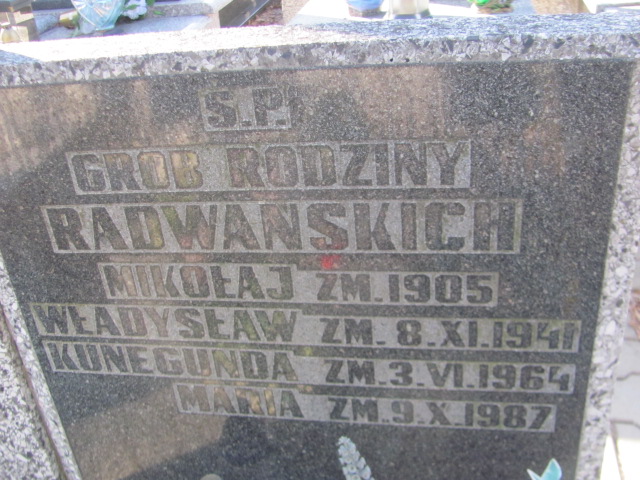 S.P.
GROB RODZINY
RADWAŃSKICH
MIKOŁAJ ZM. 1905
WŁADYSŁAW ZM. 8.XI.1941
KUNEGUNDA ZM. 3.VI.1964
MARIA ZM. 9.X.1987